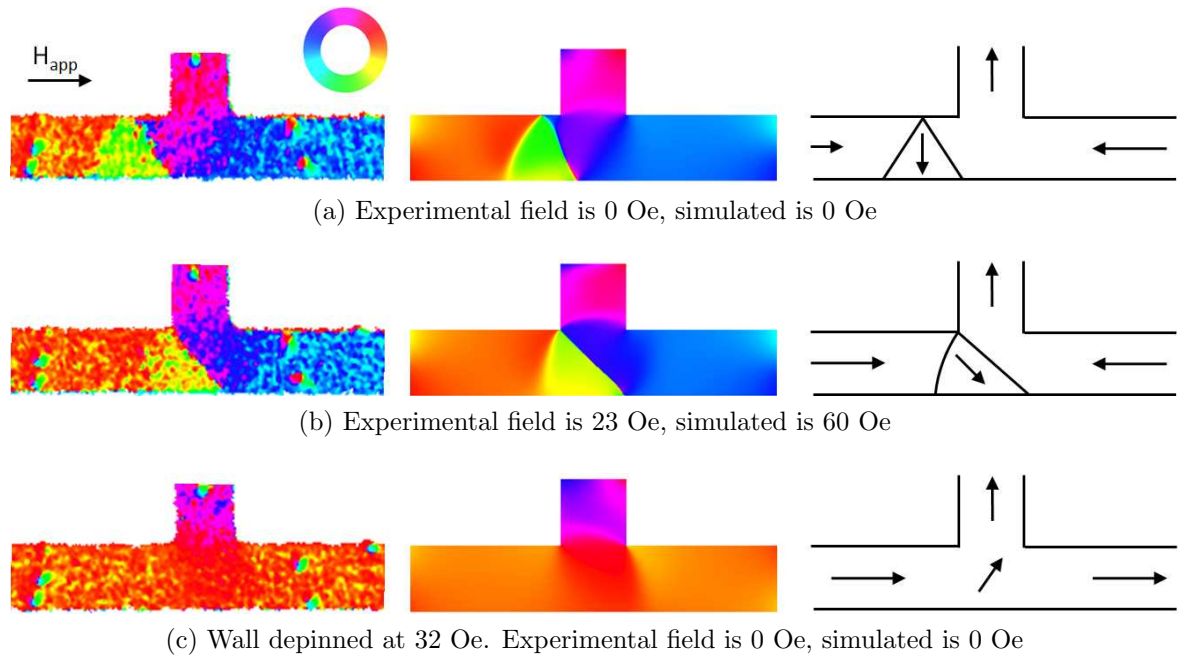 H_app
(a) Experimental field is 0 Oe, simulated is 0 Oe
(b) Experimental field is 23 Oe, simulated is 60 Oe
(c) Wall depinned at 32 Oe. Experimental field is 0 Oe, simulated is 0 Oe